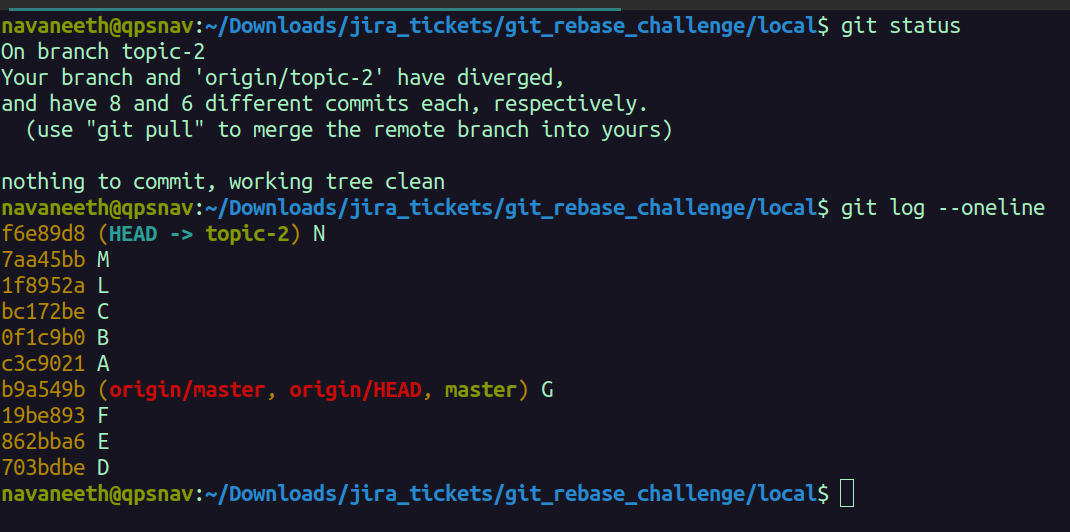 navaneeth@qpsnav:~/Downloads/jira_tickets/git_rebase_challenge/local$ git status
On branch topic-2
Your branch and 'origin/topic-2' have diverged,
and have 8 and 6 different commits each, respectively.
  (use "git pull" to merge the remote branch into yours)

nothing to commit, working tree clean
navaneeth@qpsnav:~/Downloads/jira_tickets/git_rebase_challenge/local$ git log --oneline
f6e89d8 (HEAD -> topic-2) N
7aa45bb M
1f8952a L
bc172be C
0f1c9b0 B
c3c9021 A
b9a549b (origin/master, origin/HEAD, master) G
19be893 F
862bba6 E
703bdbe D
navaneeth@qpsnav:~/Downloads/jira_tickets/git_rebase_challenge/local$